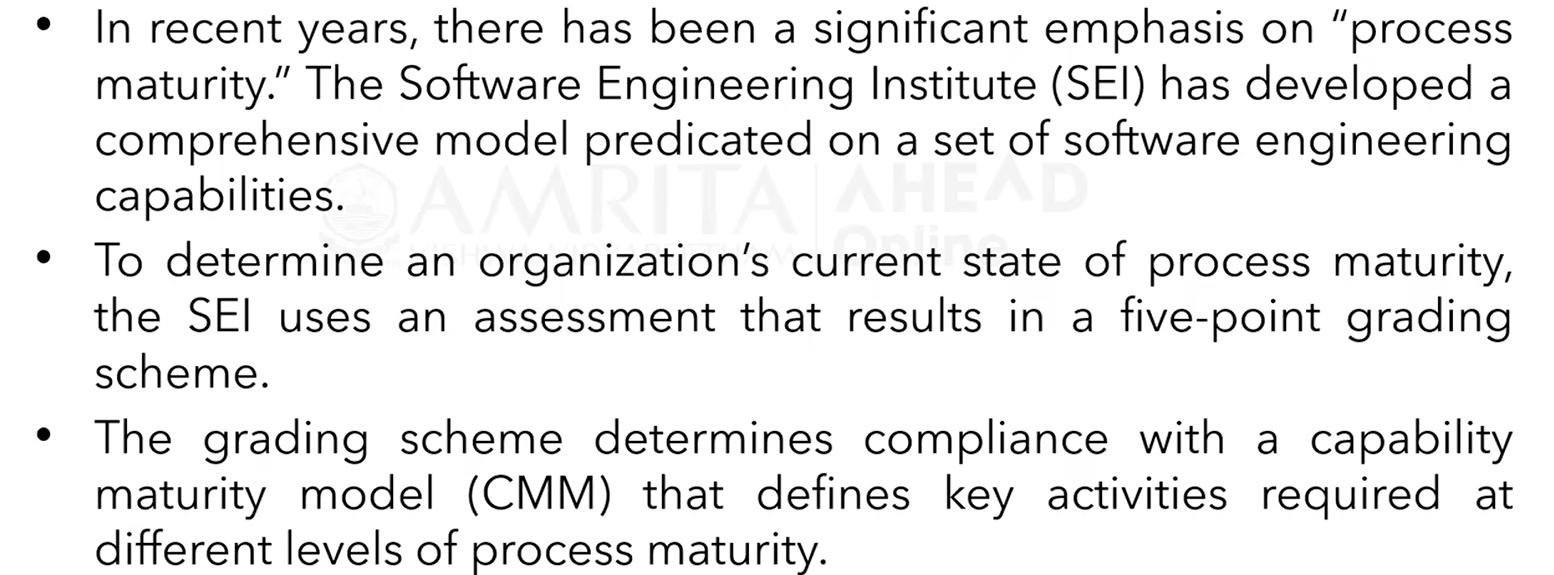 • In recent years, there has been a significant emphasis on “process
maturity.” The Software Engineering Institute (SEI) has developed a
comprehensive model predicated on a set of software engineering
capabilities.
AMRITA AHEAD
VISHWA VIDYAPEETHAM Online
• To determine an organization’s current state of process maturity,
the SEI uses an assessment that results in a five-point grading
scheme.
• The grading scheme determines compliance with a capability
maturity model (CMM) that defines key activities required at
different levels of process maturity.